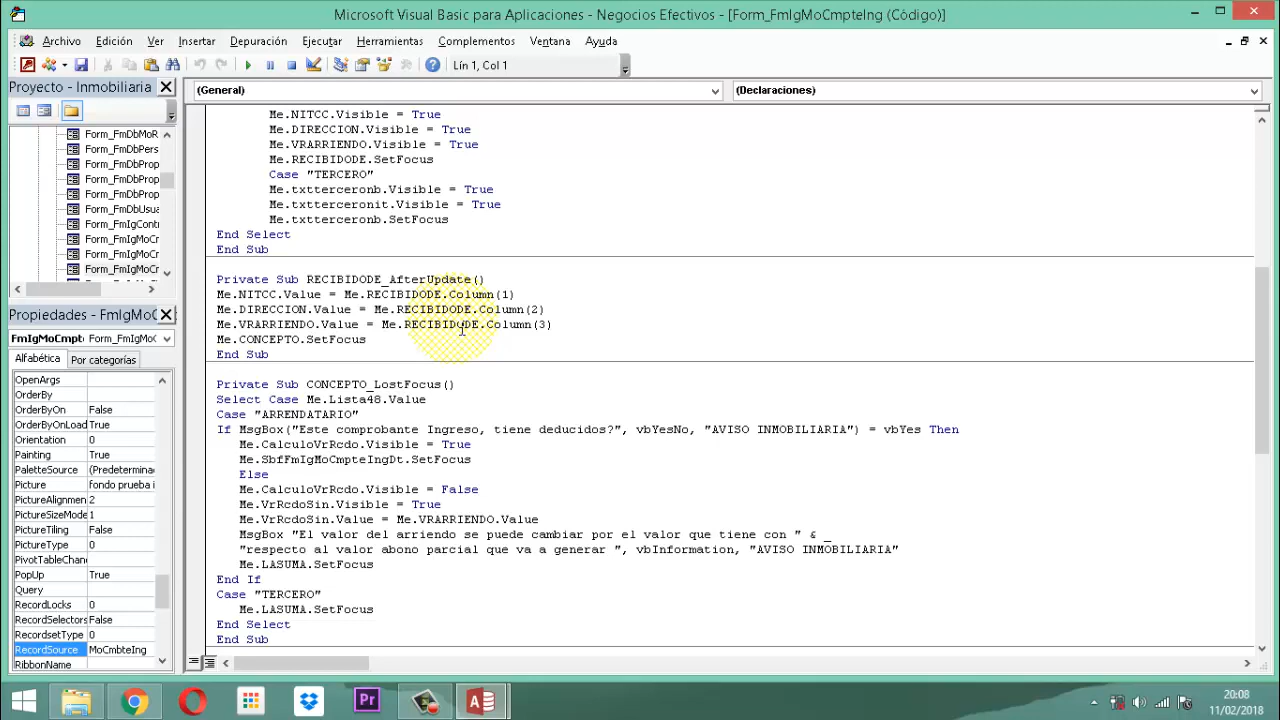 Microsoft Visual Basic para Aplicaciones - Negocios Efectivos - [Form_FmIgMoCmpteIng (Código)]
Archivo Edición Ver Insertar Depuración Ejecutar Herramientas Complementos Ventana Ayuda
Lín 1, Col 1
Proyecto - Inmobiliaria
(General)
(Declaraciones)
Form_FmDbMoR
Form_FmDbPers
Form_FmDbProp
Form_FmDbProp
Form_FmDbProp
Form_FmDbUsua
Form_FmIgCont
Form_FmIgMoCr
Form_FmIgMoCr
Form_FmIgMoCr
Propiedades - FmIgMoC
FmIgMoCmpt Form_FmIgMo
Alfabética Por categorías
OpenArgs
OrderBy
OrderByOn False
OrderByOnLoad True
Orientation 0
Painting True
PaletteSource (Predetermina
Picture fondo prueba i
PictureAlignmen 2
PictureSizeMode 1
PictureTiling False
PictureType 0
PivotTableChang
PopUp True
Query
RecordLocks 0
RecordSelectors False
RecordsetType 0
RecordSource MoCmbteIng
RibbonName
Me.NITCC.Visible = True
Me.DIRECCION.Visible = True
Me.VRARRIENDO.Visible = True
Me.RECIBIDODE.SetFocus
Case "TERCERO"
Me.txtterceronb.Visible = True
Me.txtterceronit.Visible = True
Me.txtterceronb.SetFocus
End Select
End Sub
Private Sub RECIBIDODE_AfterUpdate()
Me.NITCC.Value = Me.RECIBIDODE.Column(1)
Me.DIRECCION.Value = Me.RECIBIDODE.Column(2)
Me.VRARRIENDO.Value = Me.RECIBIDODE.Column(3)
Me.CONCEPTO.SetFocus
End Sub
Private Sub CONCEPTO_LostFocus()
Select Case Me.Lista48.Value
Case "ARRENDATARIO"
If MsgBox("Este comprobante Ingreso, tiene deducidos?", vbYesNo, "AVISO INMOBILIARIA") = vbYes Then
Me.CalculoVrRcdo.Visible = True
Me.SbfFmIgMoCmpteIngDt.SetFocus
Else
Me.CalculoVrRcdo.Visible = False
Me.VrRcdoSin.Visible = True
Me.VrRcdoSin.Value = Me.VRARRIENDO.Value
MsgBox "El valor del arriendo se puede cambiar por el valor que tiene con " & _
"respecto al valor abono parcial que va a generar ", vbInformation, "AVISO INMOBILIARIA"
Me.LASUMA.SetFocus
End If
Case "TERCERO"
Me.LASUMA.SetFocus
End Select
End Sub
Pr
20:08
11/02/2018